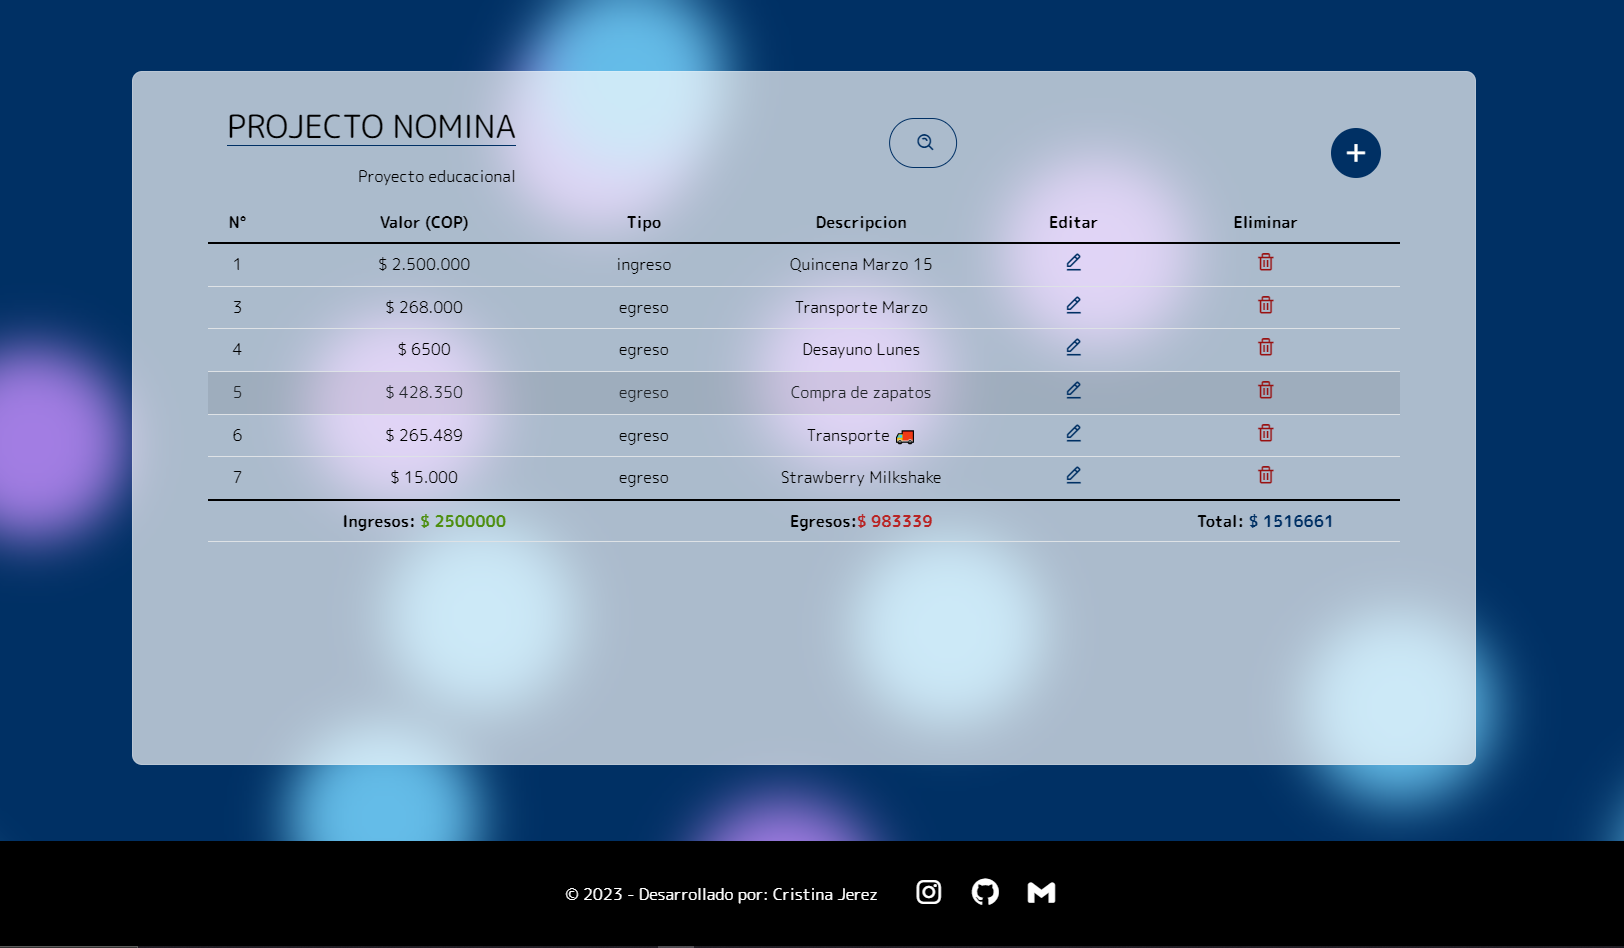 PROJECTO NOMINA
Proyecto educacional
N° Valor (COP) Tipo Descripcion Editar Eliminar
1 $ 2.500.000 ingreso Quincena Marzo 15
3 $ 268.000 egreso Transporte Marzo
4 $ 6500 egreso Desayuno Lunes
5 $ 428.350 egreso Compra de zapatos
6 $ 265.489 egreso Transporte 🚚
7 $ 15.000 egreso Strawberry Milkshake
Ingresos: $ 2500000 Egresos:$ 983339 Total: $ 1516661
© 2023 - Desarrollado por: Cristina Jerez